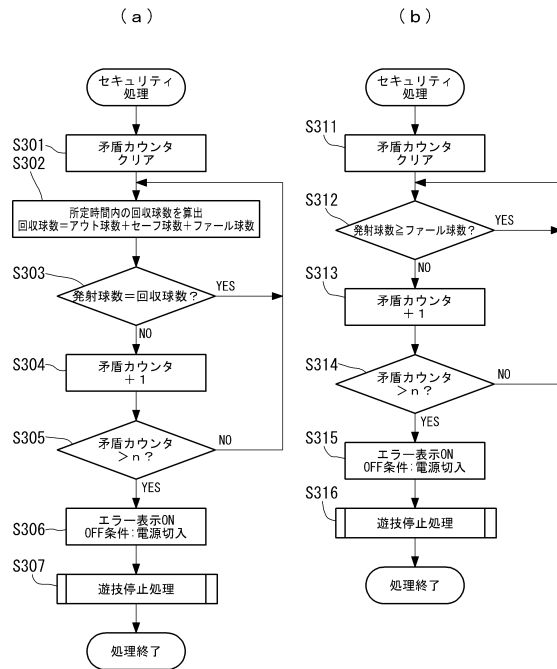 (a)
セキュリティ
処理
S301
矛盾カウンタ
クリア
S302
所定時間内の回収球数を算出
回収球数=アウト球数+セーフ球数+ファール球数
S303
発射球数=回収球数?
YES
NO
S304
矛盾カウンタ
+1
S305
矛盾カウンタ
>n?
NO
YES
S306
エラー表示ON
OFF条件:電源切入
S307
遊技停止処理
処理終了
(b)
セキュリティ
処理
S311
矛盾カウンタ
クリア
S312
発射球数≧ファール球数?
YES
NO
S313
矛盾カウンタ
+1
S314
矛盾カウンタ
>n?
NO
YES
S315
エラー表示ON
OFF条件:電源切入
S316
遊技停止処理
処理終了